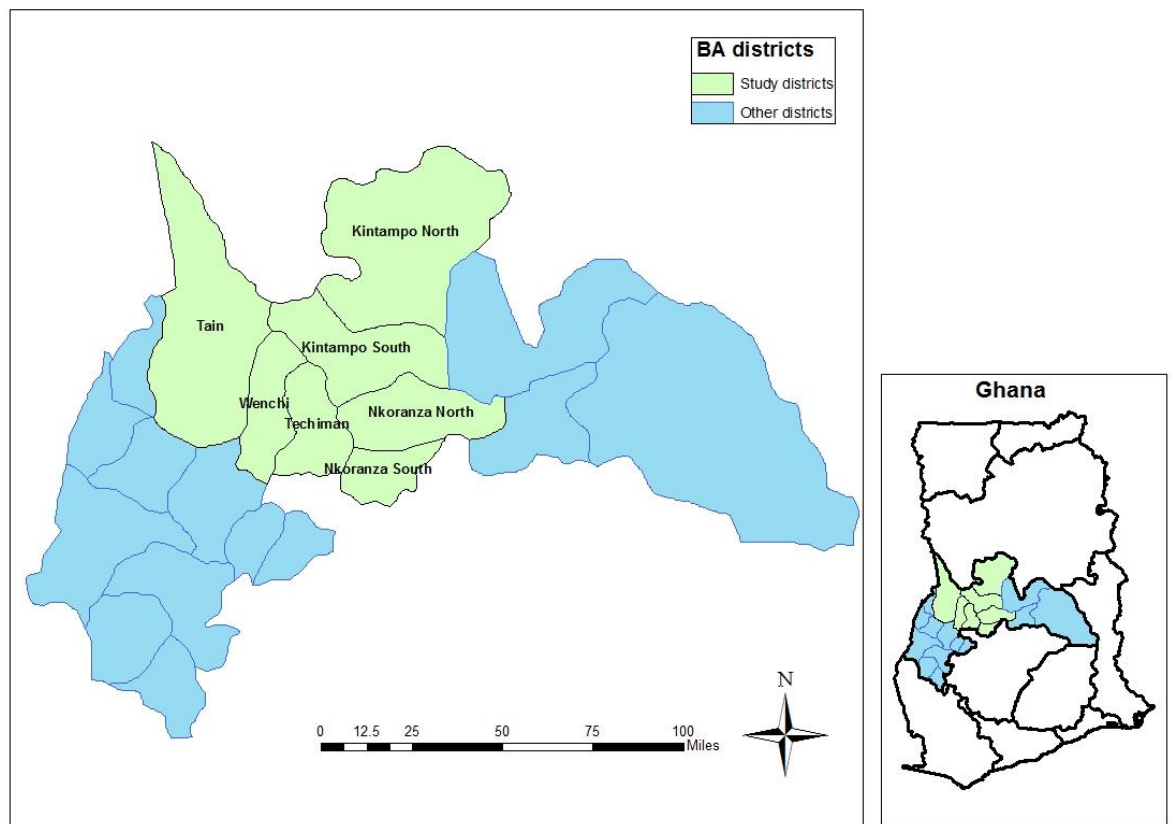 BA districts
Study districts
Other districts
Kintampo North
Tain
Kintampo South
Wenchi
Techiman
Nkoranza North
Nkoranza South
N
0 12.5 25 50 75 100
Miles
Ghana